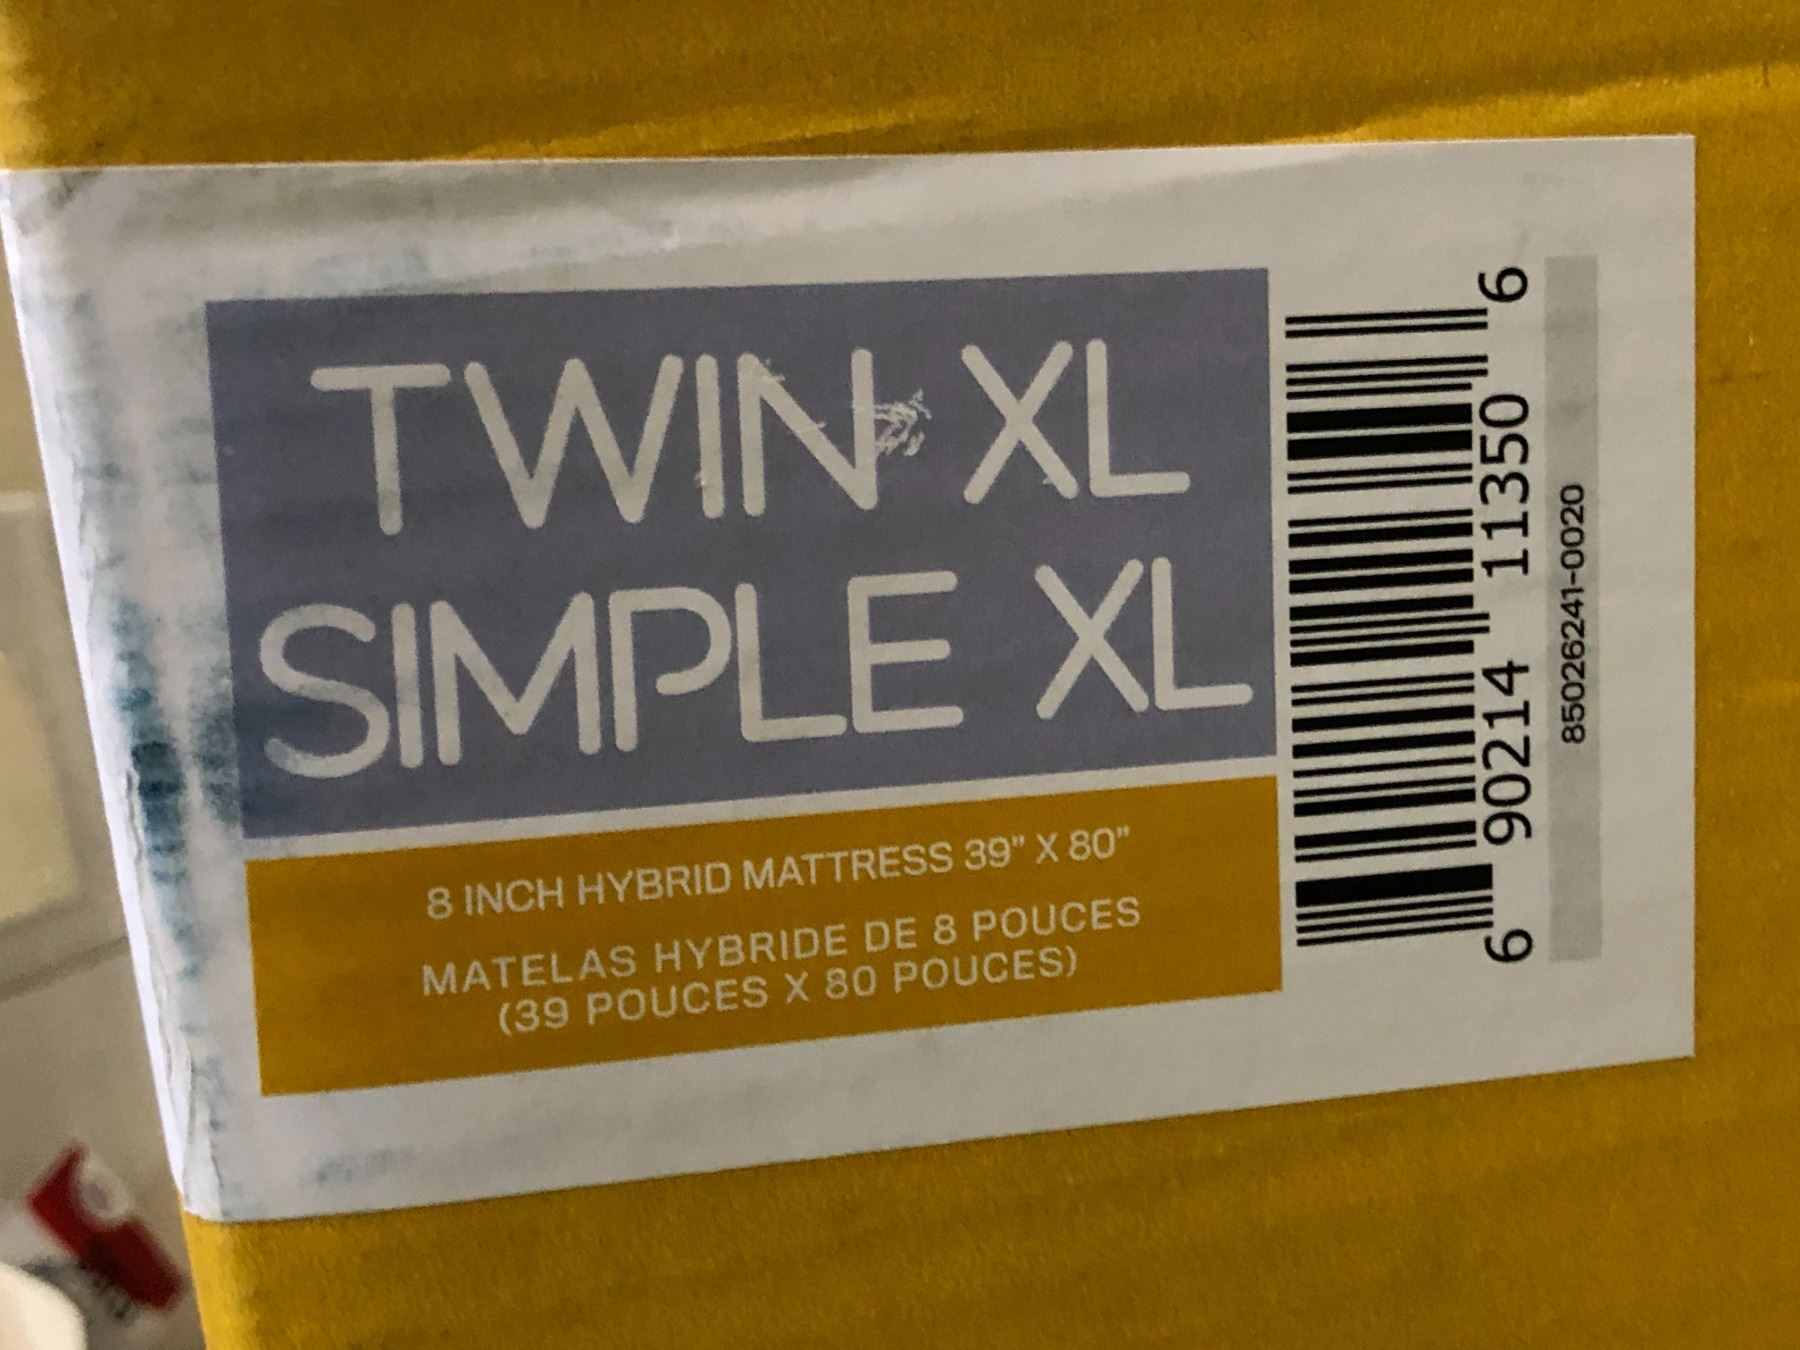 TWIN XL
SIMPLE XL
8 INCH HYBRID MATTRESS 39" X 80"
MATELAS HYBRIDE DE 8 POUCES
(39 POUCES X 80 POUCES)
6 90214 11350 6
85026241-0020